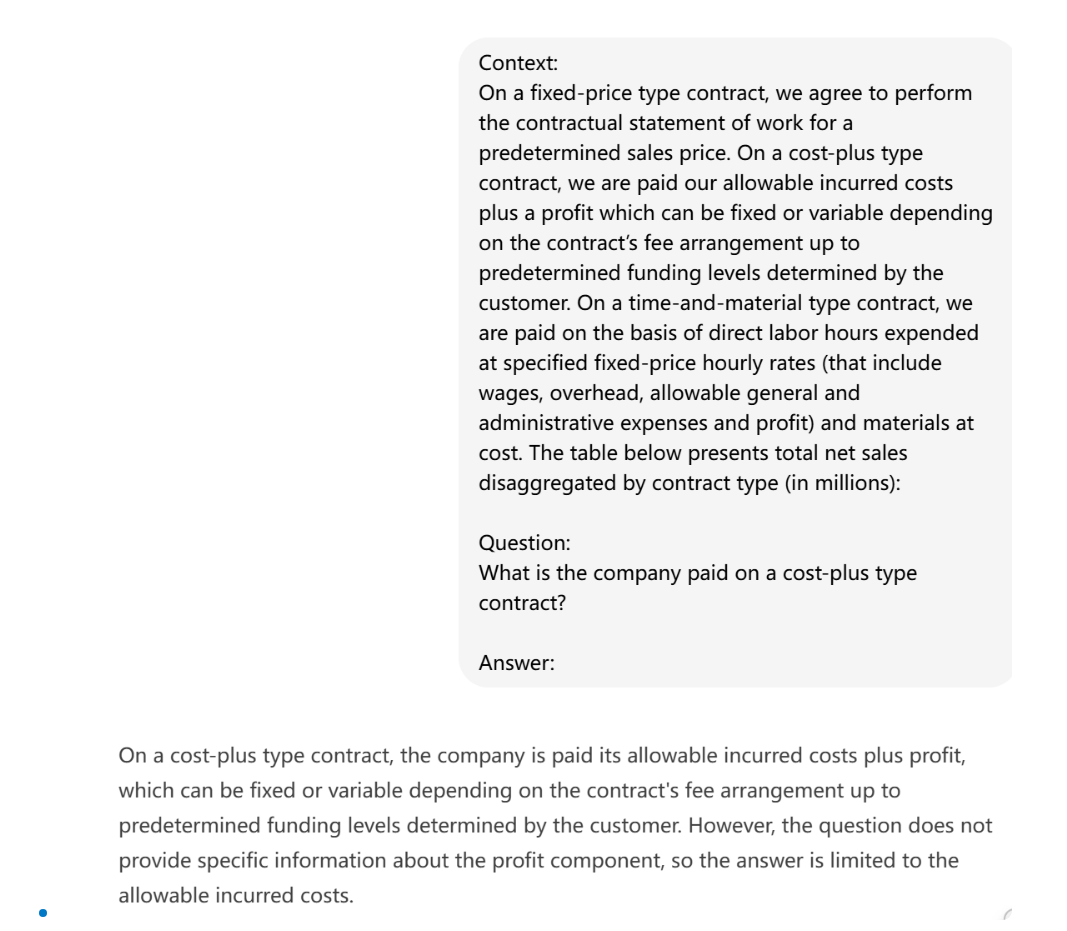 Context:
On a fixed-price type contract, we agree to perform
the contractual statement of work for a
predetermined sales price. On a cost-plus type
contract, we are paid our allowable incurred costs
plus a profit which can be fixed or variable depending
on the contract’s fee arrangement up to
predetermined funding levels determined by the
customer. On a time-and-material type contract, we
are paid on the basis of direct labor hours expended
at specified fixed-price hourly rates (that include
wages, overhead, allowable general and
administrative expenses and profit) and materials at
cost. The table below presents total net sales
disaggregated by contract type (in millions):
Question:
What is the company paid on a cost-plus type
contract?
Answer:
On a cost-plus type contract, the company is paid its allowable incurred costs plus profit,
which can be fixed or variable depending on the contract's fee arrangement up to
predetermined funding levels determined by the customer. However, the question does not
provide specific information about the profit component, so the answer is limited to the
allowable incurred costs.